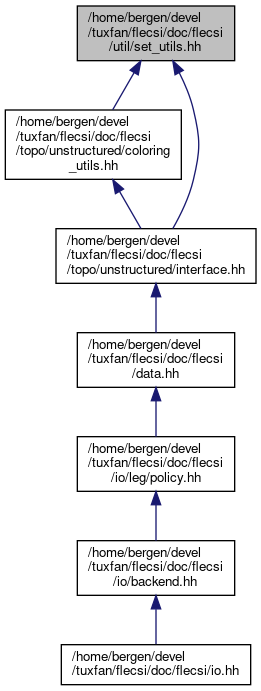 /home/bergen/devel
/tuxfan/flecsi/doc/flecsi
/util/set_utils.hh
/home/bergen/devel
/tuxfan/flecsi/doc/flecsi
/topo/unstructured/coloring
_utils.hh
/home/bergen/devel
/tuxfan/flecsi/doc/flecsi
/topo/unstructured/interface.hh
/home/bergen/devel
/tuxfan/flecsi/doc/flecsi
/data.hh
/home/bergen/devel
/tuxfan/flecsi/doc/flecsi
/io/leg/policy.hh
/home/bergen/devel
/tuxfan/flecsi/doc/flecsi
/io/backend.hh
/home/bergen/devel
/tuxfan/flecsi/doc/flecsi/io.hh